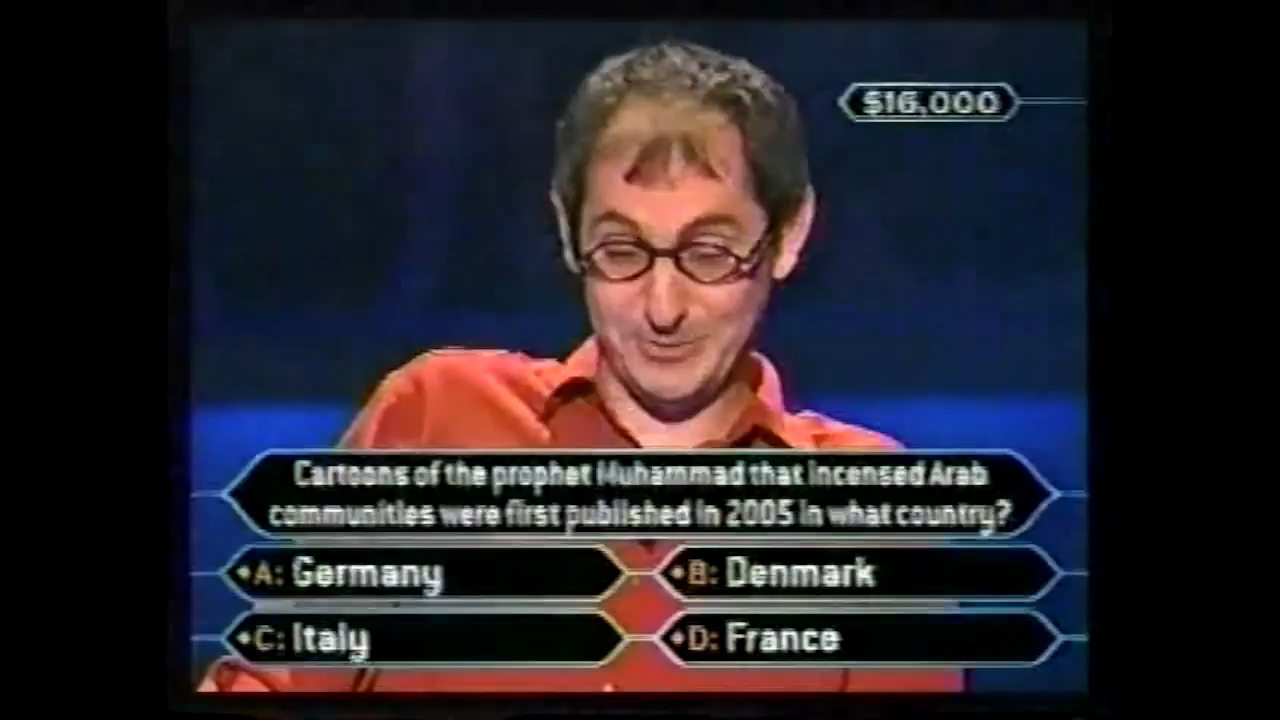 $16,000
Cartoons of the prophet Muhammad that incensed Arab
communities were first published in 2005 in what country?
A: Germany
B: Denmark
C: Italy
D: France